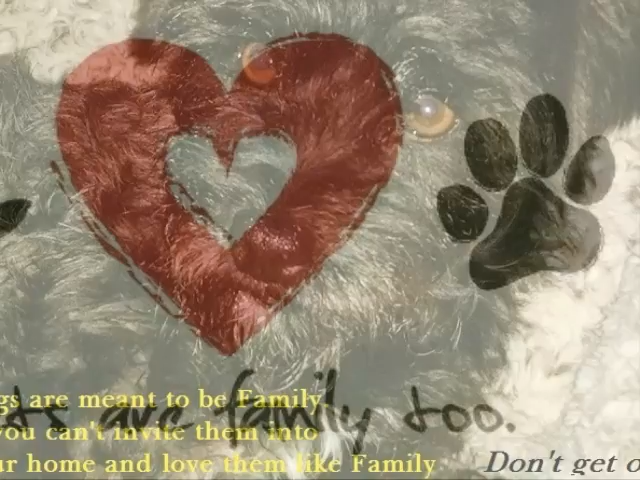 ts are family too.
gs are meant to be Family
you can't invite them into
ur home and love them like Family
Don't get o